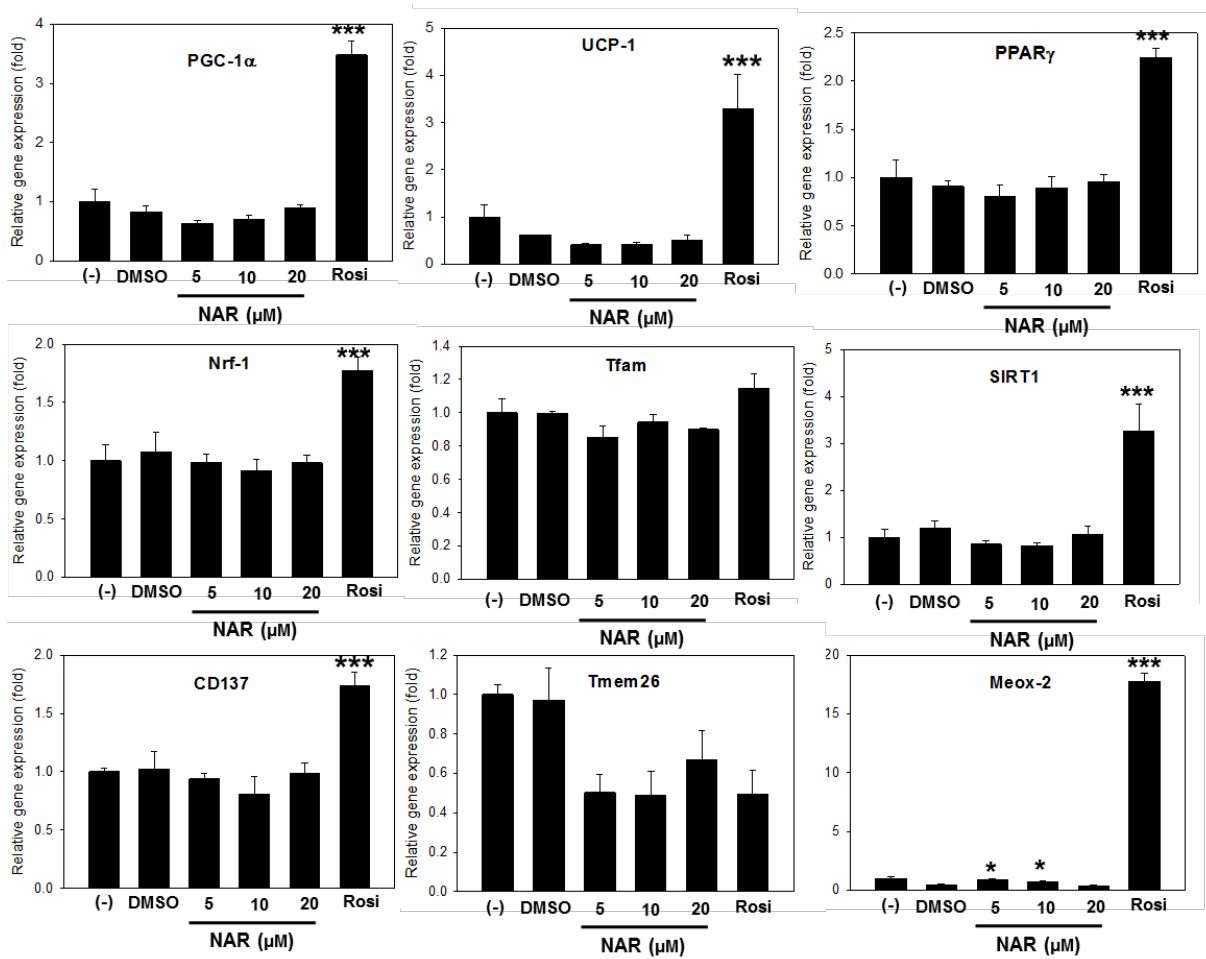 Relative gene expression (fold)
4
3
2
1
0
***
PGC-1α
(-) DMSO 5 10 20 Rosi
NAR (µM)
Relative gene expression (fold)
5
4
3
2
1
0
UCP-1
***
(-) DMSO 5 10 20 Rosi
NAR (µM)
Relative gene expression (fold)
2.5
2.0
1.5
1.0
0.5
0.0
***
PPARγ
(-) DMSO 5 10 20 Rosi
NAR (µM)
Relative gene expression (fold)
2.0
1.5
1.0
0.5
0.0
***
Nrf-1
(-) DMSO 5 10 20 Rosi
NAR (µM)
Relative gene expression (fold)
1.4
1.2
1.0
0.8
0.6
0.4
0.2
0.0
Tfam
(-) DMSO 5 10 20 Rosi
NAR (µM)
Relative gene expression (fold)
5
4
3
2
1
0
SIRT1
***
(-) DMSO 5 10 20 Rosi
NAR (µM)
Relative gene expression (fold)
2.0
1.5
1.0
0.5
0.0
***
CD137
(-) DMSO 5 10 20 Rosi
NAR (µM)
Relative gene expression (fold)
1.2
1.0
0.8
0.6
0.4
0.2
0.0
Tmem26
(-) DMSO 5 10 20 Rosi
NAR (µM)
Relative gene expression (fold)
20
15
10
5
0
***
Meox-2
* *
(-) DMSO 5 10 20 Rosi
NAR (µM)